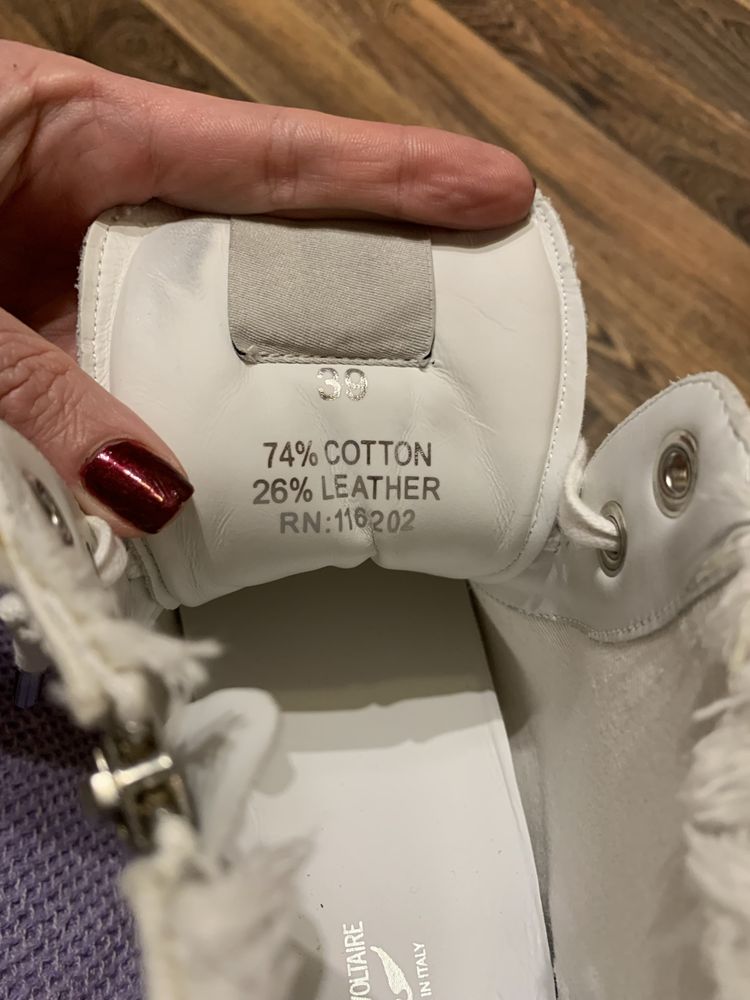 39
74% COTTON
26% LEATHER
RN:116202
VOLTAIRE
IN ITALY